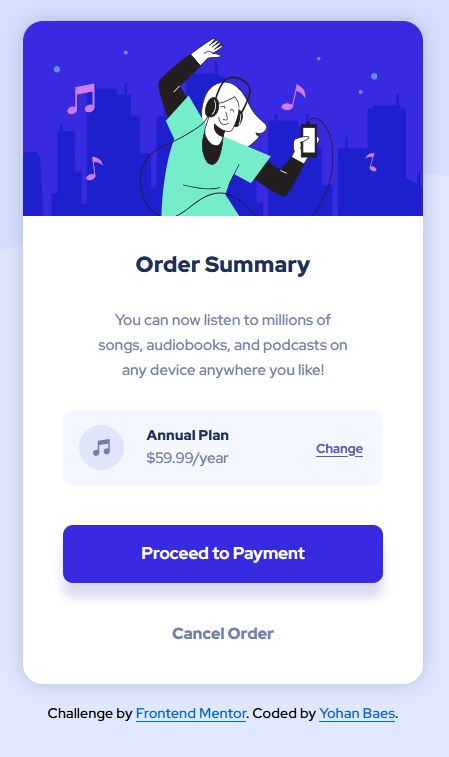 Order Summary
You can now listen to millions of
songs, audiobooks, and podcasts on
any device anywhere you like!
Annual Plan
$59.99/year
Change
Proceed to Payment
Cancel Order
Challenge by Frontend Mentor. Coded by Yohan Baes.